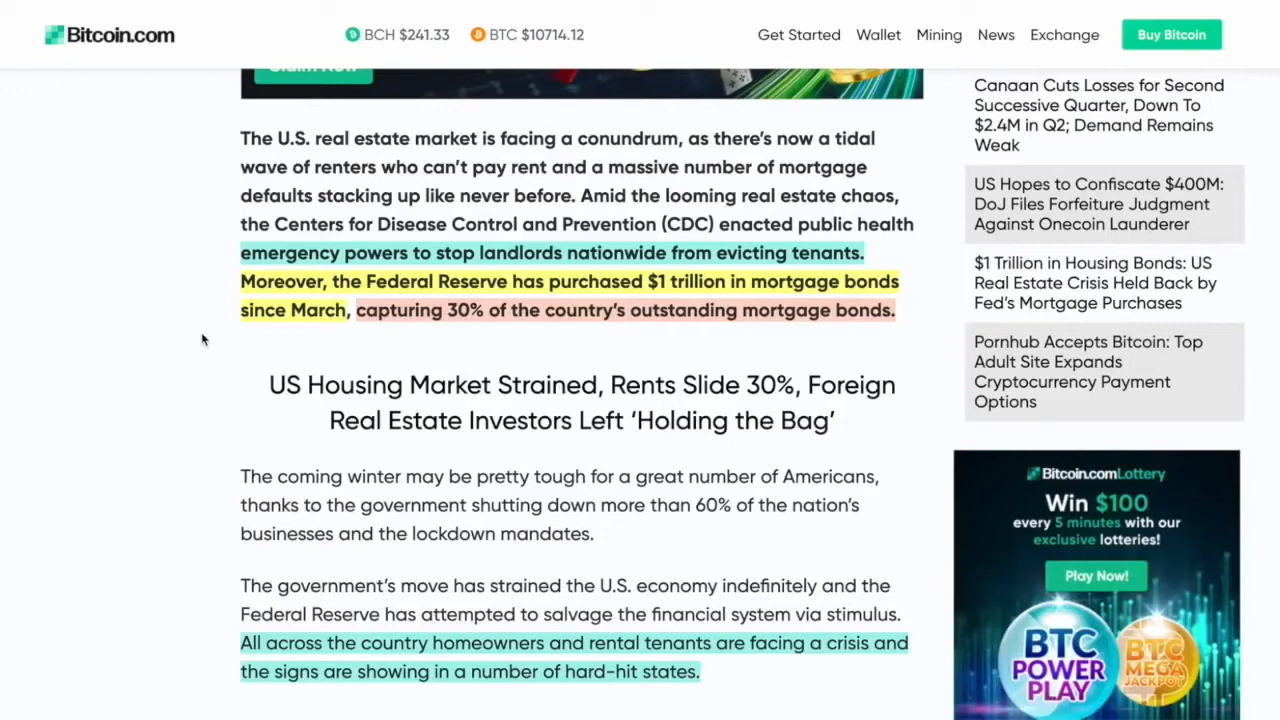 Bitcoin.com
BCH $241.33
BTC $10714.12
Get Started
Wallet
Mining
News
Exchange
Buy Bitcoin
The U.S. real estate market is facing a conundrum, as there's now a tidal
wave of renters who can't pay rent and a massive number of mortgage
defaults stacking up like never before. Amid the looming real estate chaos,
the Centers for Disease Control and Prevention (CDC) enacted public health
emergency powers to stop landlords nationwide from evicting tenants.
Moreover, the Federal Reserve has purchased $1 trillion in mortgage bonds
since March, capturing 30% of the country's outstanding mortgage bonds.
US Housing Market Strained, Rents Slide 30%, Foreign
Real Estate Investors Left ‘Holding the Bag’
The coming winter may be pretty tough for a great number of Americans,
thanks to the government shutting down more than 60% of the nation's
businesses and the lockdown mandates.
The government's move has strained the U.S. economy indefinitely and the
Federal Reserve has attempted to salvage the financial system via stimulus.
All across the country homeowners and rental tenants are facing a crisis and
the signs are showing in a number of hard-hit states.
Canaan Cuts Losses for Second
Successive Quarter, Down To
$2.4M in Q2; Demand Remains
Weak
US Hopes to Confiscate $400M:
DoJ Files Forfeiture Judgment
Against Onecoin Launderer
$1 Trillion in Housing Bonds: US
Real Estate Crisis Held Back by
Fed's Mortgage Purchases
Pornhub Accepts Bitcoin: Top
Adult Site Expands
Cryptocurrency Payment
Options
Bitcoin.com Lottery
Win $100
every 5 minutes with our
exclusive lotteries!
Play Now!
BTC
POWER
PLAY
BTC
MEGA
JACKPOT